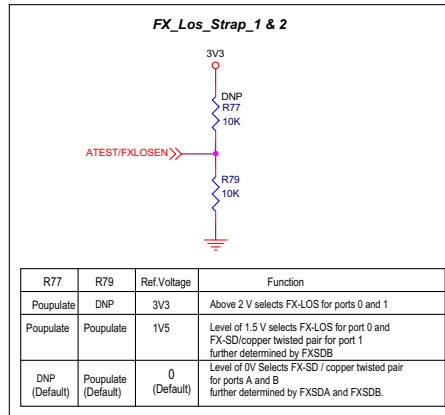 FX_Los_Strap_1 & 2
3V3
DNP
R77
10K
ATEST/FXLOSEN
R79
10K
R77 R79 Ref.Voltage Function
Poupulate DNP 3V3 Above 2 V selects FX-LOS for ports 0 and 1
Poupulate Poupulate 1V5 Level of 1.5 V selects FX-LOS for port 0 and
FX-SD/copper twisted pair for port 1
further determined by FXSDB
DNP (Default) Poupulate (Default) 0 (Default) Level of 0V Selects FX-SD / copper twisted pair
for ports A and B
further determined by FXSDA and FXSDB.